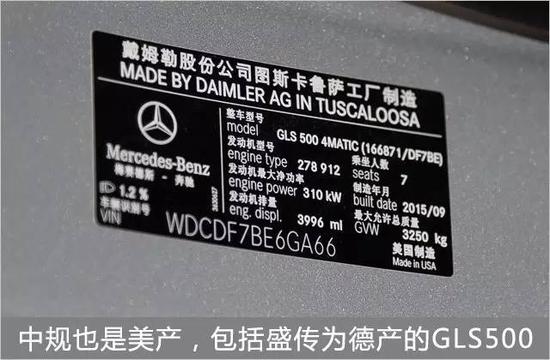 戴姆勒股份公司图斯卡鲁萨工厂制造
MADE BY DAIMLER AG IN TUSCALOOSA
整车型号
model GLS 500 4MATIC (166871/DF7BE)
发动机型号 乘坐人数
engine type 278 912 seats 7
发动机最大净功率 制造年月
engine power 310 kW built date 2015/09
发动机排量 最大允许总质量
eng. displ. 3996 ml GVW 3250 kg
Mercedes-Benz
梅赛德斯-奔驰
1.2 %
车辆识别号
VIN WDCDF7BE6GA66
美国制造
Made in USA
中规也是美产，包括盛传为德产的GLS500